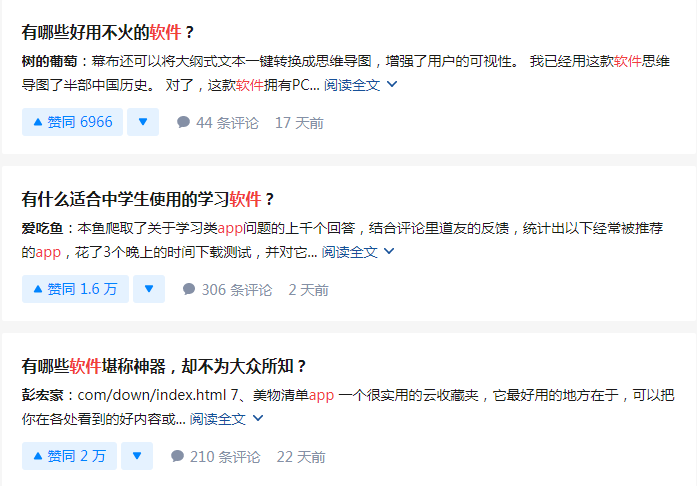 有哪些好用不火的软件？
树的葡萄：幕布还可以将大纲式文本一键转换成思维导图，增强了用户的可视性。 我已经用这款软件思维
导图了半部中国历史。 对了，这款软件拥有PC... 阅读全文
赞同 6966 44 条评论 17 天前
有什么适合中学生使用的学习软件？
爱吃鱼：本鱼爬取了关于学习类app问题的上千个回答，结合评论里道友的反馈，统计出以下经常被推荐
的app，花了3个晚上的时间下载测试，并对它... 阅读全文
赞同 1.6 万 306 条评论 2 天前
有哪些软件堪称神器，却不为大众所知？
彭宏豪：com/down/index.html 7、美物清单app 一个很实用的云收藏夹，它最好用的地方在于，可以把
你在各处看到的好内容或... 阅读全文
赞同 2 万 210 条评论 22 天前